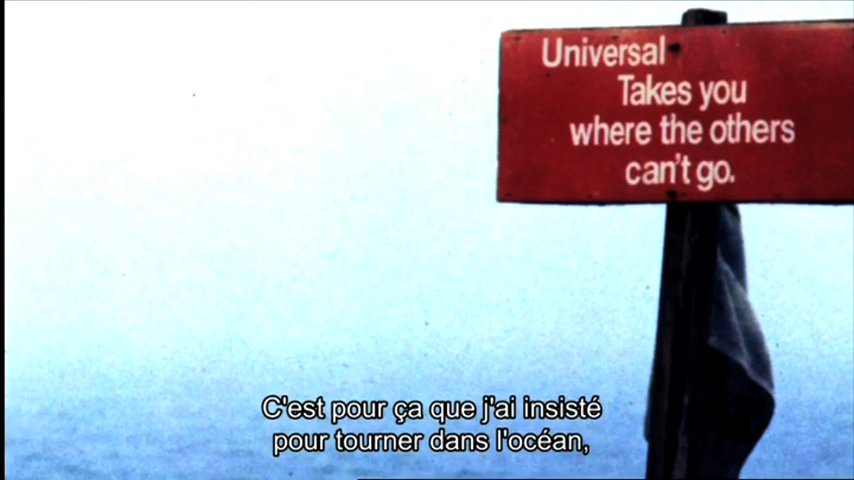 Universal
Takes you
where the others
can't go.
C'est pour ça que j'ai insisté
pour tourner dans l'océan,